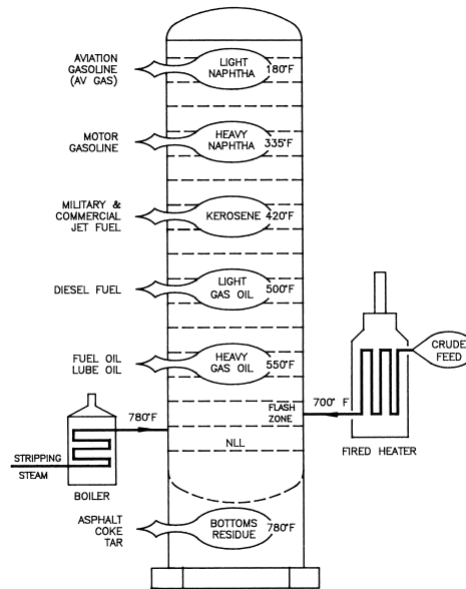 AVIATION
GASOLINE
(AV GAS)
LIGHT
NAPHTHA
180°F
MOTOR
GASOLINE
HEAVY
NAPHTHA
335°F
MILITARY &
COMMERCIAL
JET FUEL
KEROSENE
420°F
DIESEL FUEL
LIGHT
GAS OIL
500°F
FUEL OIL
LUBE OIL
HEAVY
GAS OIL
550°F
CRUDE
FEED
FIRED HEATER
700° F
FLASH
ZONE
780°F
NLL
STRIPPING
STEAM
BOILER
ASPHALT
COKE
TAR
BOTTOMS
RESIDUE
780°F